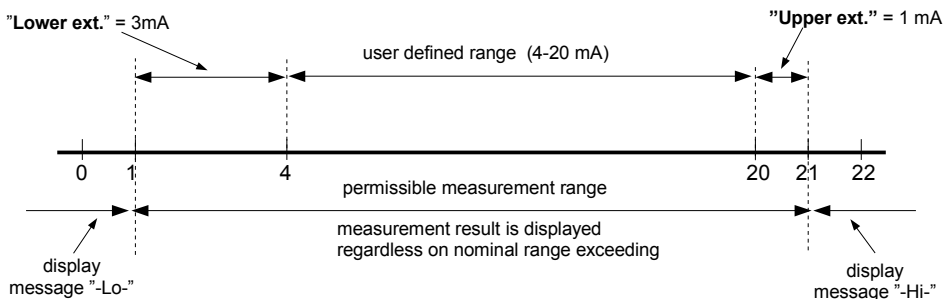 "Lower ext." = 3mA
"Upper ext." = 1 mA
user defined range (4-20 mA)
0 1 4 20 21 22
permissible measurement range
measurement result is displayed
regardless on nominal range exceeding
display
message "-Lo-"
display
message "-Hi-"